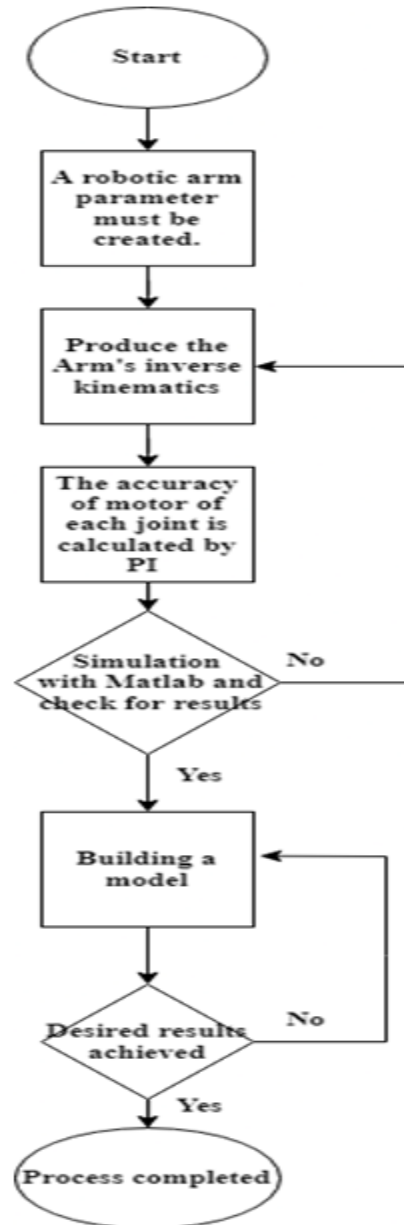 Start
A robotic arm
parameter
must be
created.
Produce the
Arm's inverse
kinematics
The accuracy
of motor of
each joint is
calculated by
PI
Simulation
with Matlab and
check for results
No
Yes
Building a
model
Desired results
achieved
No
Yes
Process completed